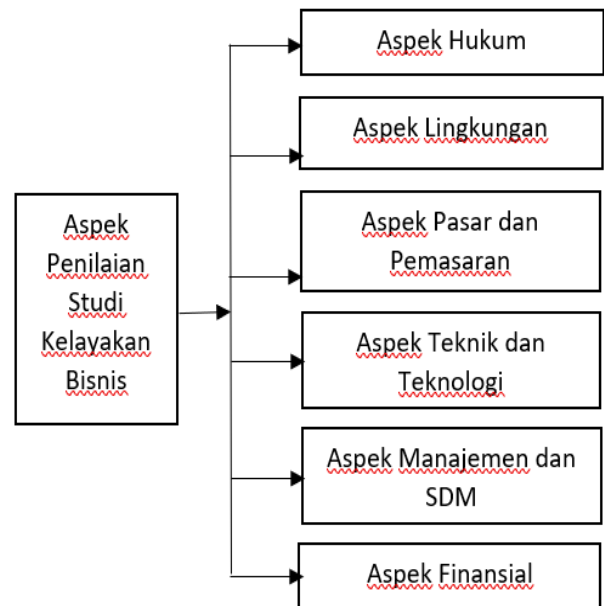 Aspek Hukum
Aspek Lingkungan
Aspek Pasar dan
Pemasaran
Aspek
Penilaian
Studi
Kelayakan
Bisnis
Aspek Teknik dan
Teknologi
Aspek Manajemen dan
SDM
Aspek Finansial